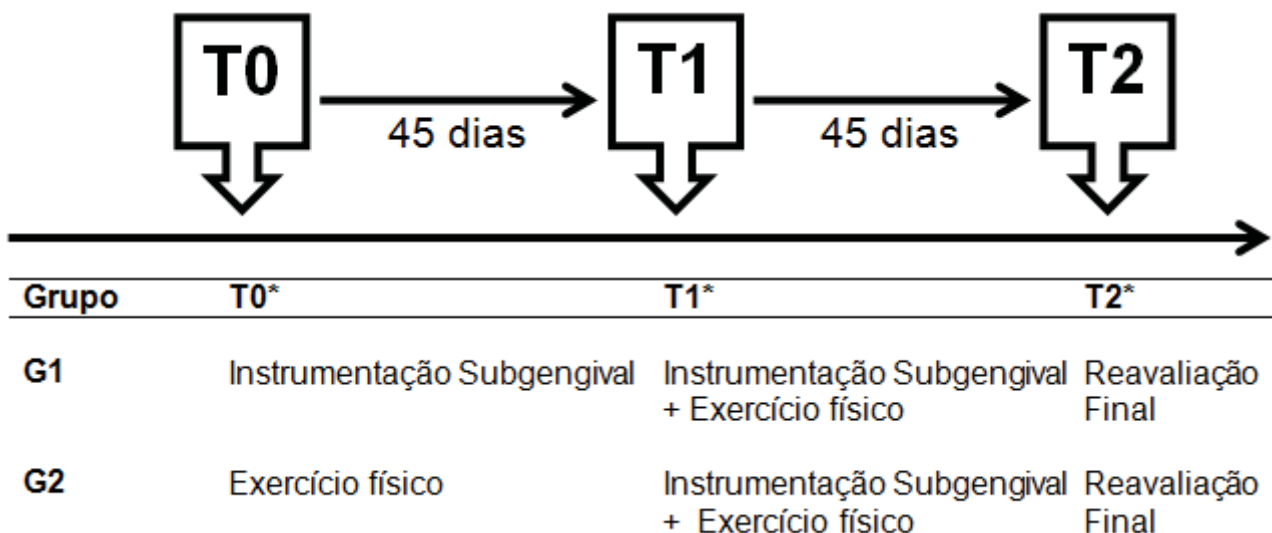 T0
T1
T2
45 dias
45 dias
Grupo T0* T1* T2*
G1 Instrumentação Subgengival Instrumentação Subgengival Reavaliação
+ Exercício físico Final
G2 Exercício físico Instrumentação Subgengival Reavaliação
+ Exercício físico Final